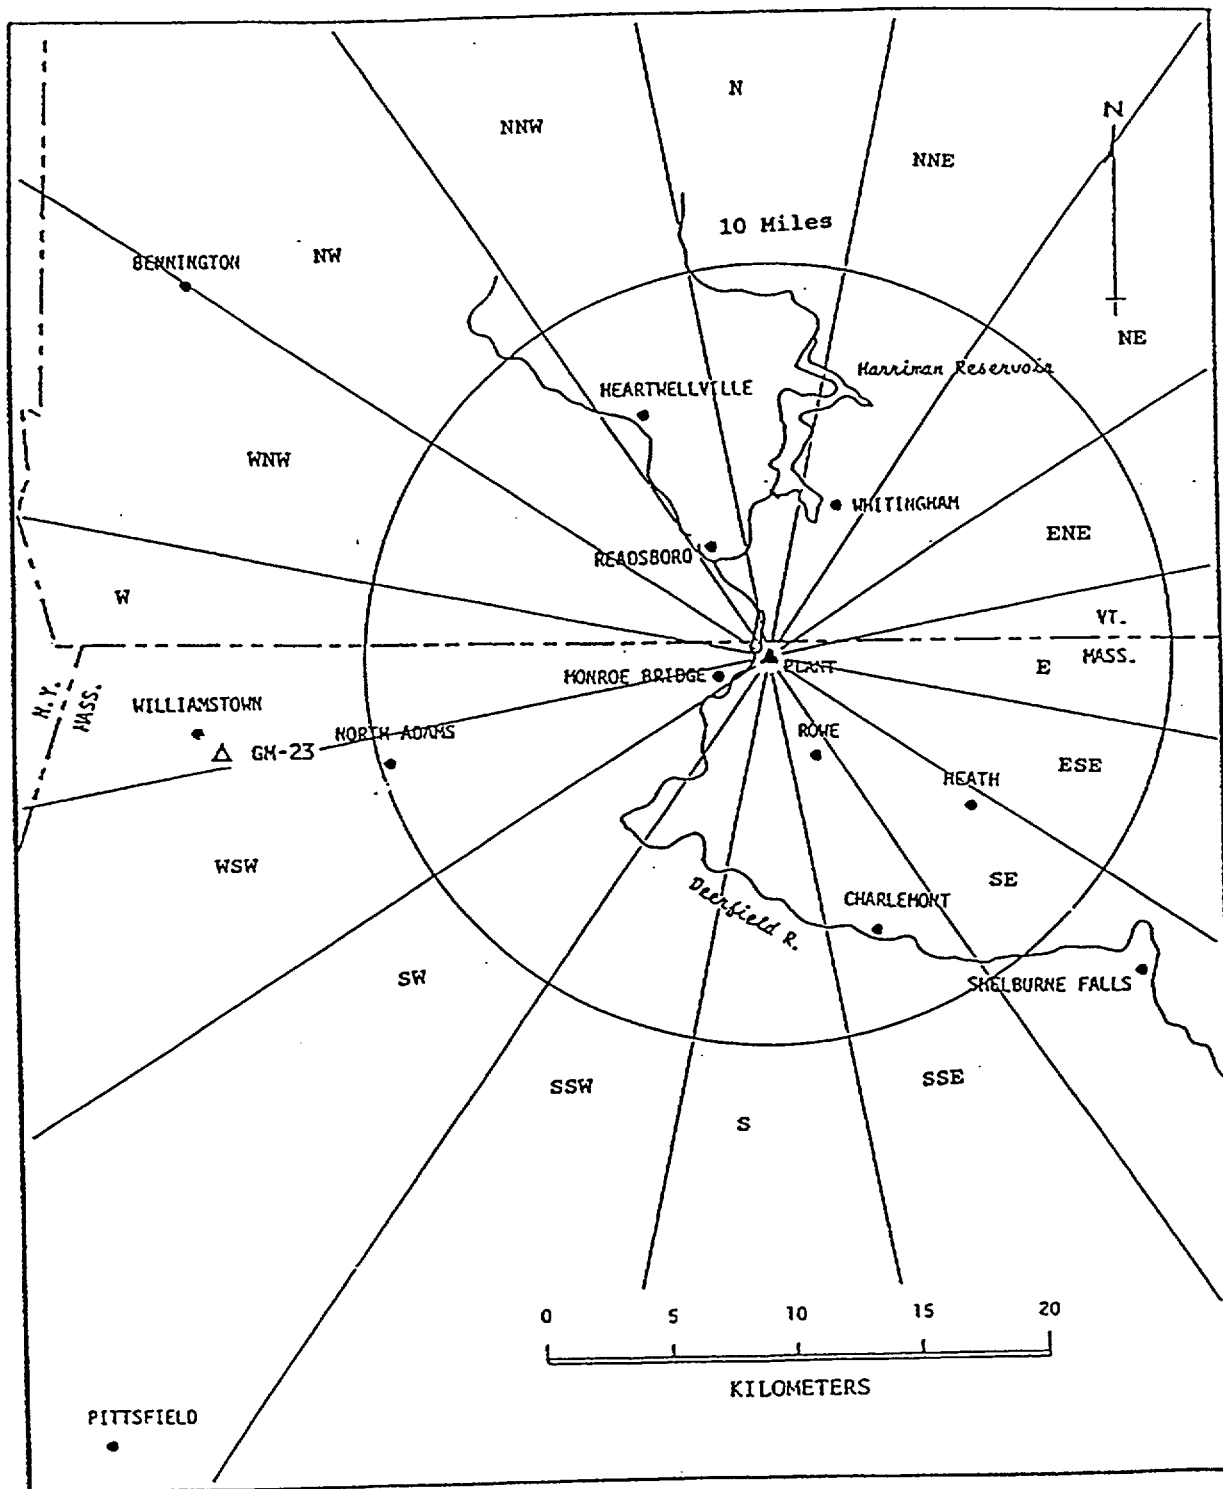 N
NNW
N
NNE
10 Miles
BENNINGTON
NW
NE
Harriman Reservoir
HEARTWELLVILLE
WNW
WHITINGHAM
ENE
READSBORO
W
VT.
MASS.
E
MONROE BRIDGE
PLANT
N.Y.
MASS.
WILLIAMSTOWN
NORTH ADAMS
ROWE
GM-23
ESE
HEATH
WSW
SE
Deerfield R.
CHARLEMONT
SW
SHELBURNE FALLS
SSW
SSE
S
0 5 10 15 20
KILOMETERS
PITTSFIELD